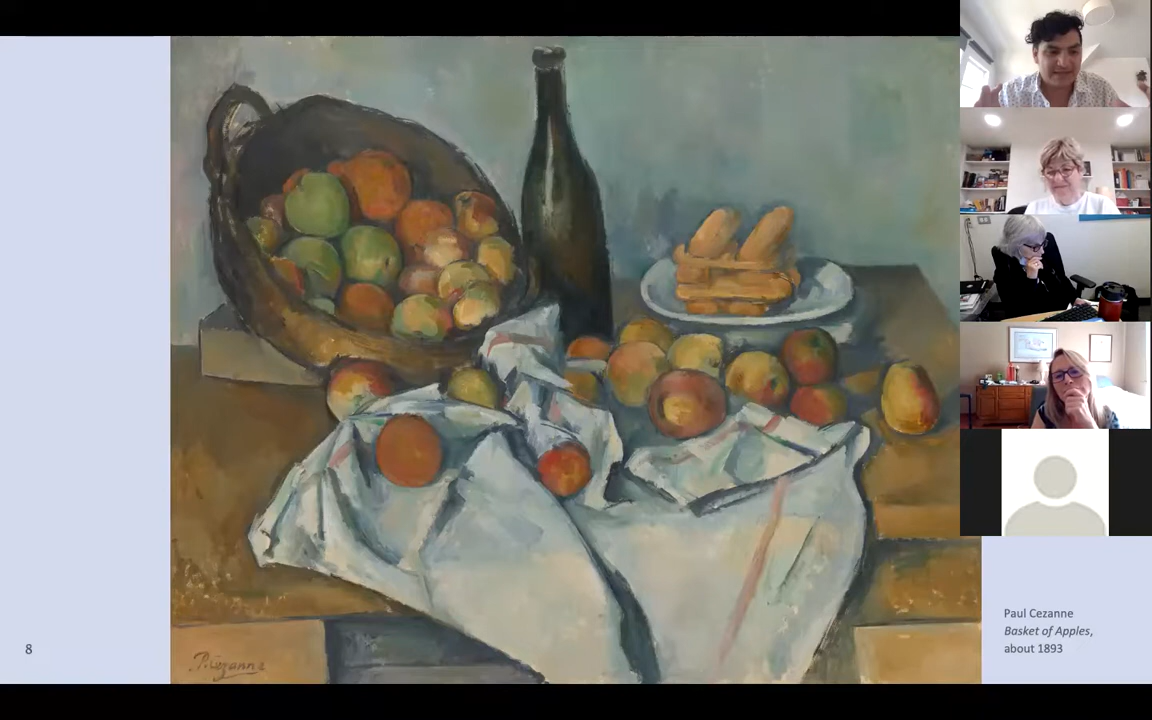 P. Cezanne
8
Paul Cezanne
Basket of Apples,
about 1893